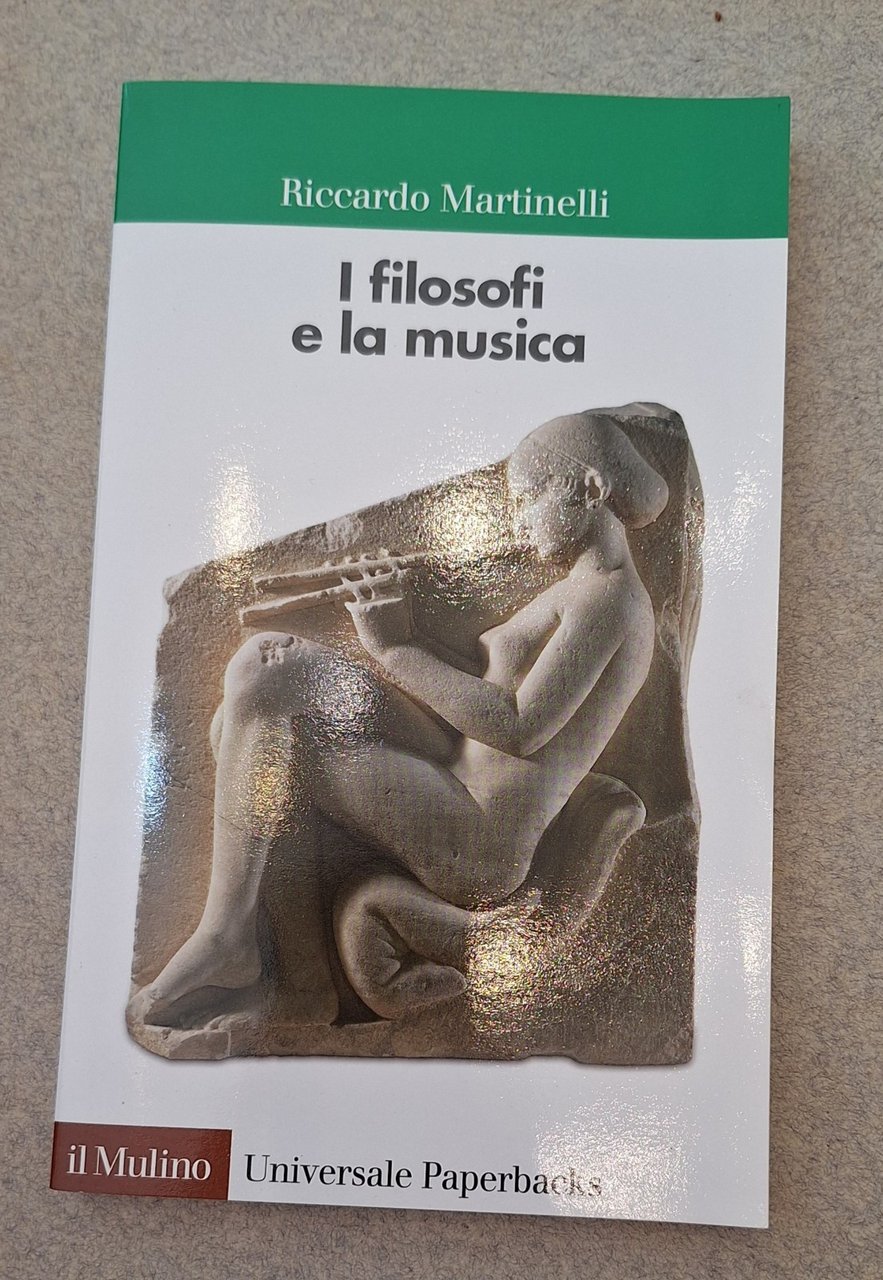 Riccardo Martinelli
I filosofi
e la musica
il Mulino
Universale Paperbacks